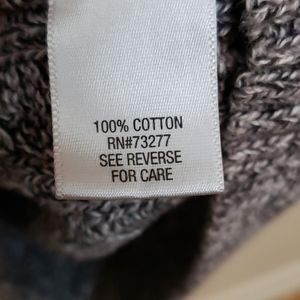 100% COTTON
RN#73277
SEE REVERSE
FOR CARE